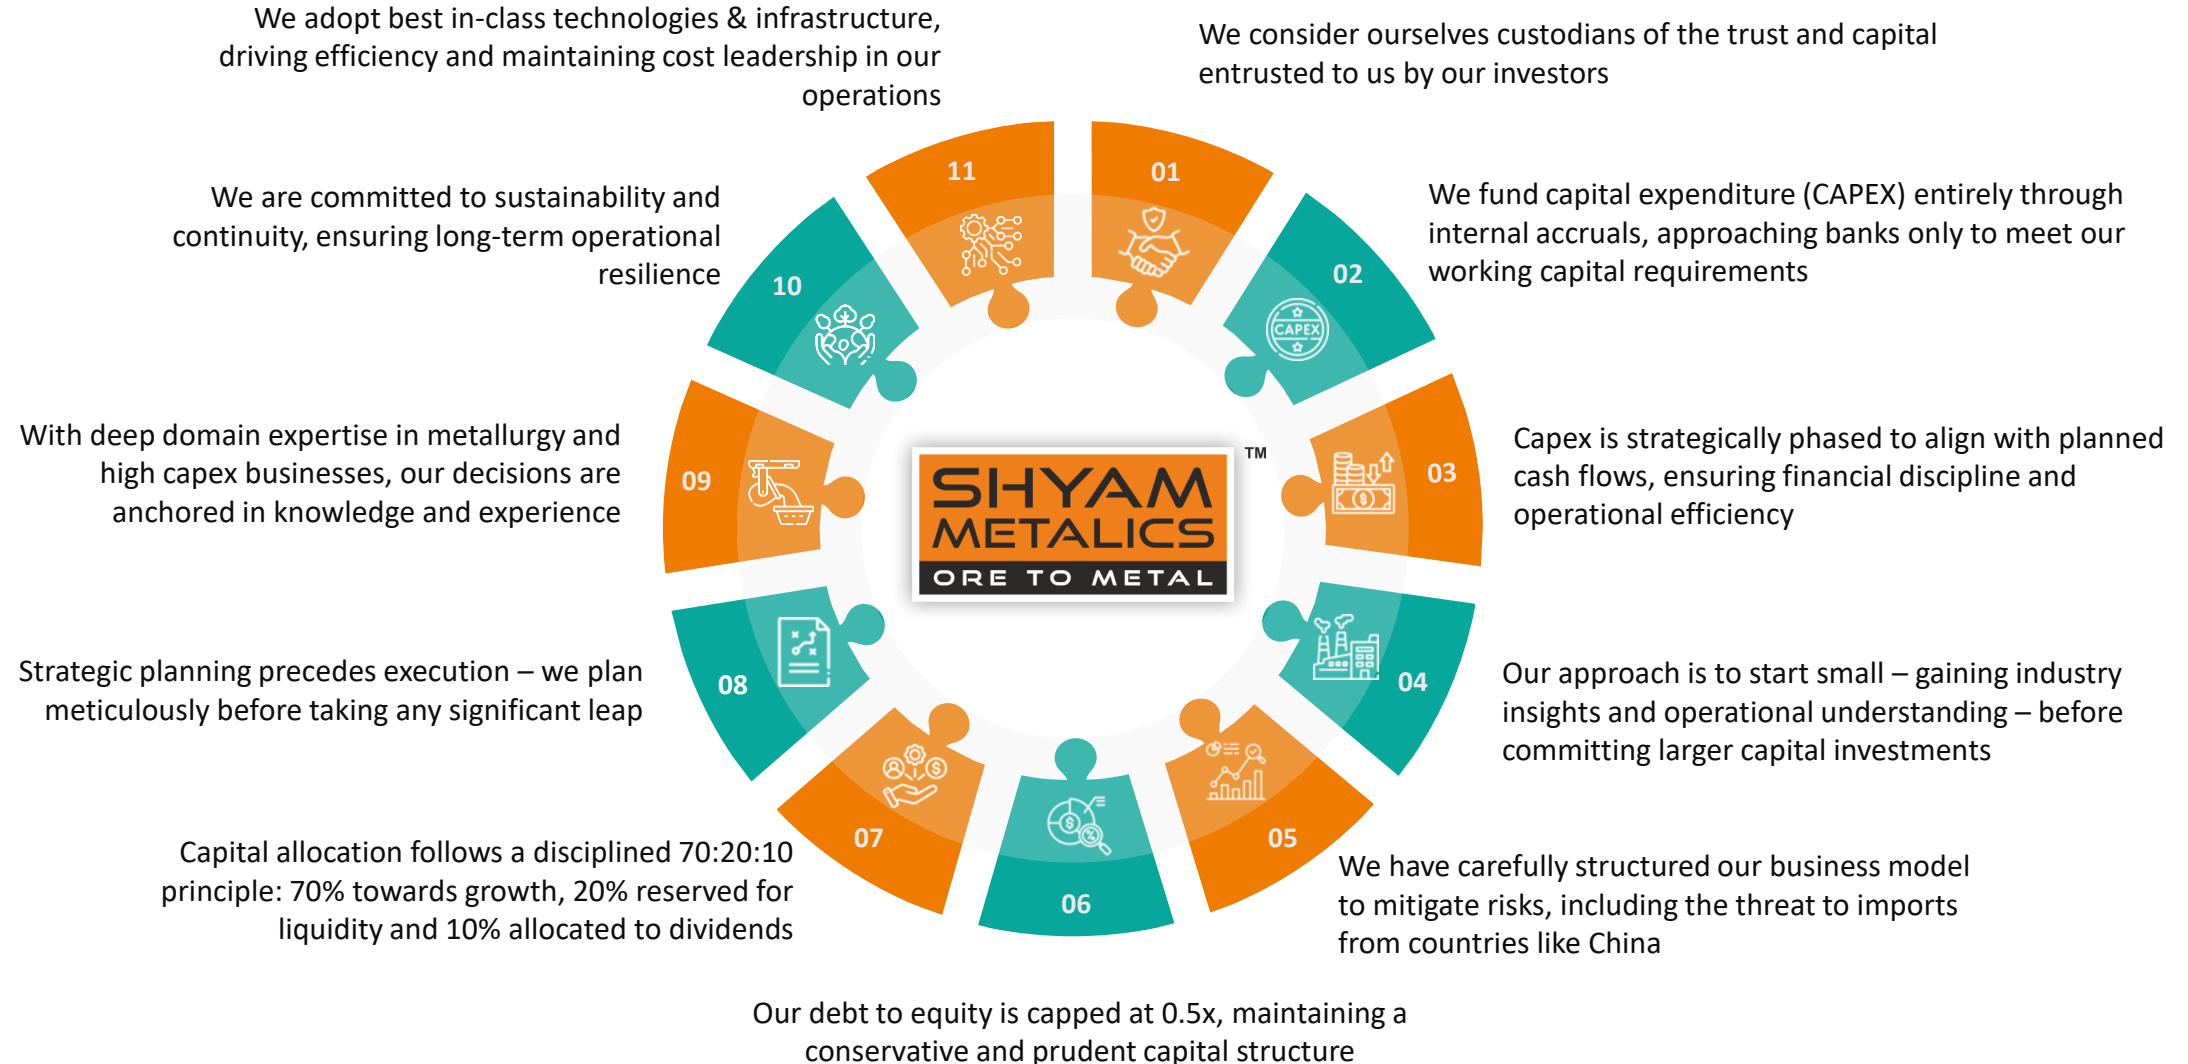 We consider ourselves custodians of the trust and capital
entrusted to us by our investors
01
We fund capital expenditure (CAPEX) entirely through
internal accruals, approaching banks only to meet our
working capital requirements
02
CAPEX
Capex is strategically phased to align with planned
cash flows, ensuring financial discipline and
operational efficiency
03
Our approach is to start small – gaining industry
insights and operational understanding – before
committing larger capital investments
04
We have carefully structured our business model
to mitigate risks, including the threat to imports
from countries like China
05
Our debt to equity is capped at 0.5x, maintaining a
conservative and prudent capital structure
06
Capital allocation follows a disciplined 70:20:10
principle: 70% towards growth, 20% reserved for
liquidity and 10% allocated to dividends
07
Strategic planning precedes execution – we plan
meticulously before taking any significant leap
08
With deep domain expertise in metallurgy and
high capex businesses, our decisions are
anchored in knowledge and experience
09
We are committed to sustainability and
continuity, ensuring long-term operational
resilience
10
We adopt best in-class technologies & infrastructure,
driving efficiency and maintaining cost leadership in our
operations
11
SHYAM
METALICS
ORE TO METAL
TM